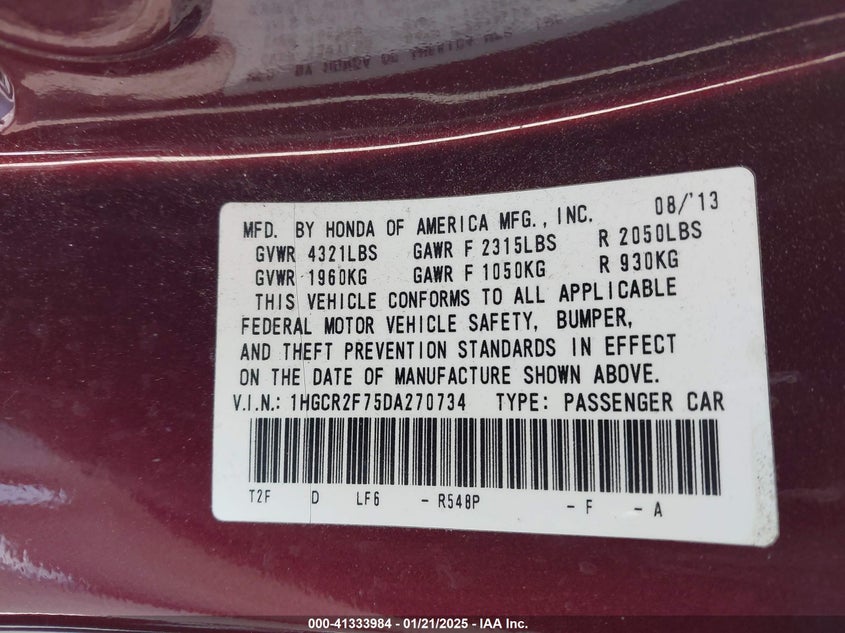 MFD. BY HONDA OF AMERICA MFG., INC. 08/'13
GVWR 4321LBS GAWR F 2315LBS R 2050LBS
GVWR 1960KG GAWR F 1050KG R 930KG
THIS VEHICLE CONFORMS TO ALL APPLICABLE
FEDERAL MOTOR VEHICLE SAFETY, BUMPER,
AND THEFT PREVENTION STANDARDS IN EFFECT
ON THE DATE OF MANUFACTURE SHOWN ABOVE.
V.I.N.: 1HGCR2F75DA270734 TYPE: PASSENGER CAR
T2F D LF6 - R548P - F - A
000-41333984 - 01/21/2025 - IAA Inc.